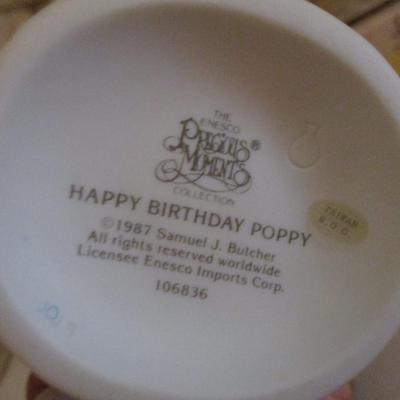 THE
ENESCO
PRECIOUS®
MOMENTS
COLLECTION
HAPPY BIRTHDAY POPPY
©1987 Samuel J. Butcher
All rights reserved worldwide
Licensee Enesco Imports Corp.
106836
TAIWAN
R.O.C.